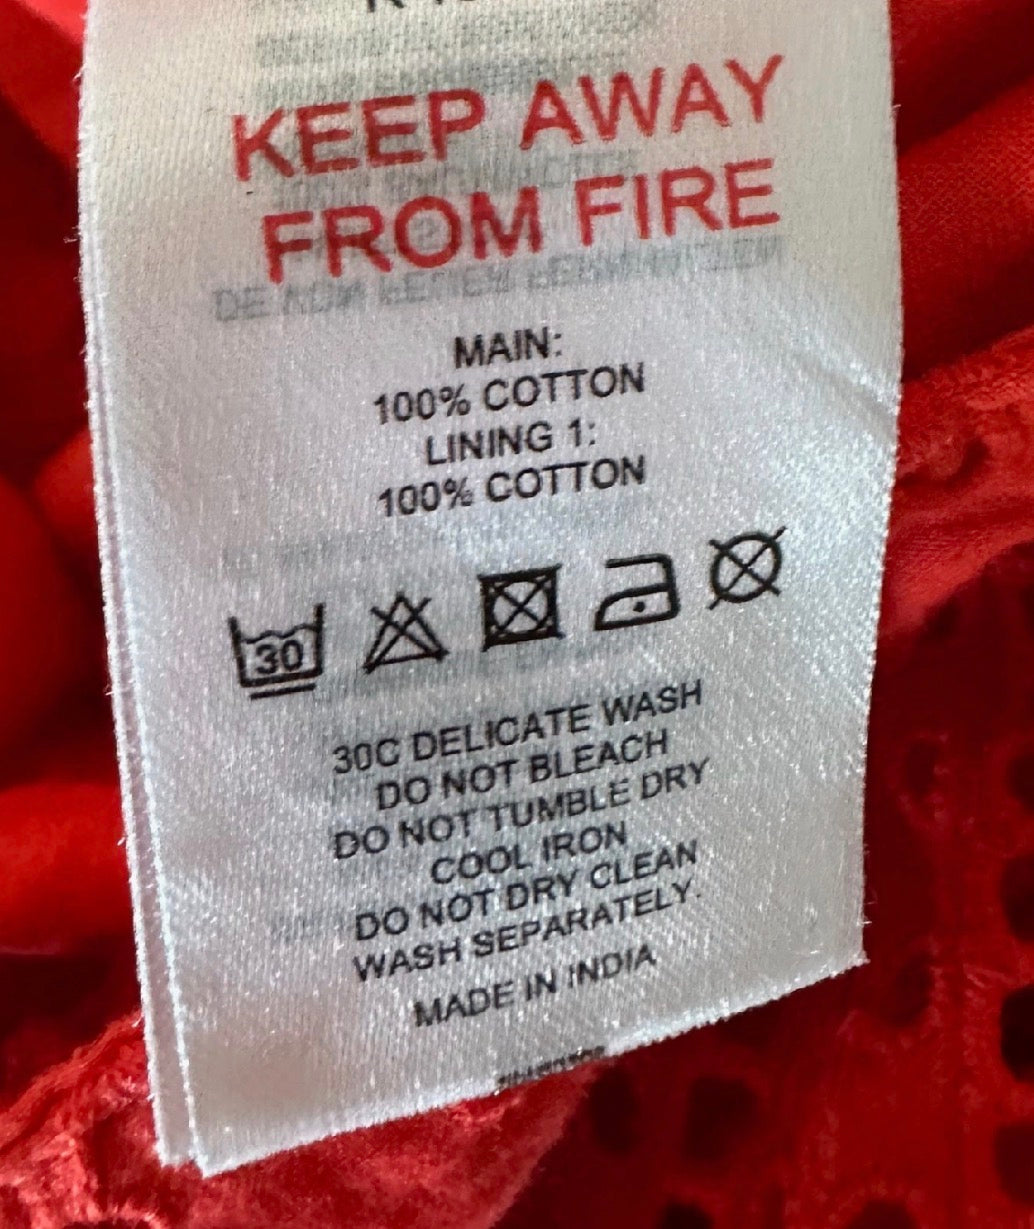 KEEP AWAY
FROM FIRE
MAIN:
100% COTTON
LINING 1:
100% COTTON
30
30C DELICATE WASH
DO NOT BLEACH
DO NOT TUMBLE DRY
COOL IRON
DO NOT DRY CLEAN
WASH SEPARATELY.
MADE IN INDIA